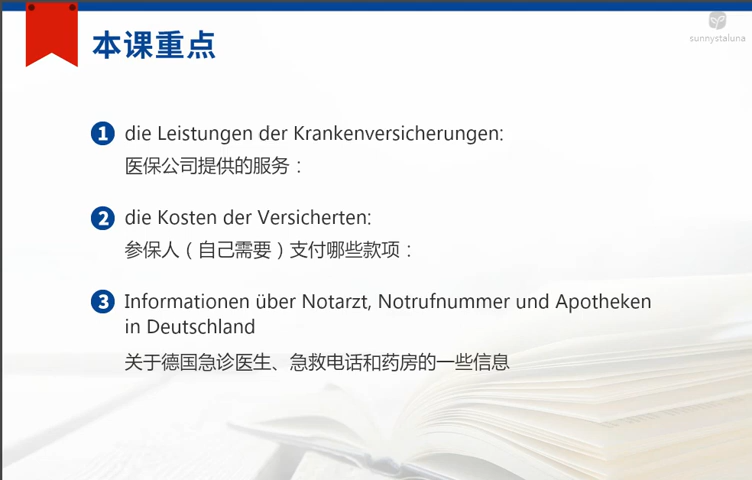 sunnystaluna
本课重点
1 die Leistungen der Krankenversicherungen:
医保公司提供的服务：
2 die Kosten der Versicherten:
参保人（自己需要）支付哪些款项：
3 Informationen über Notarzt, Notrufnummer und Apotheken
in Deutschland
关于德国急诊医生、急救电话和药房的一些信息